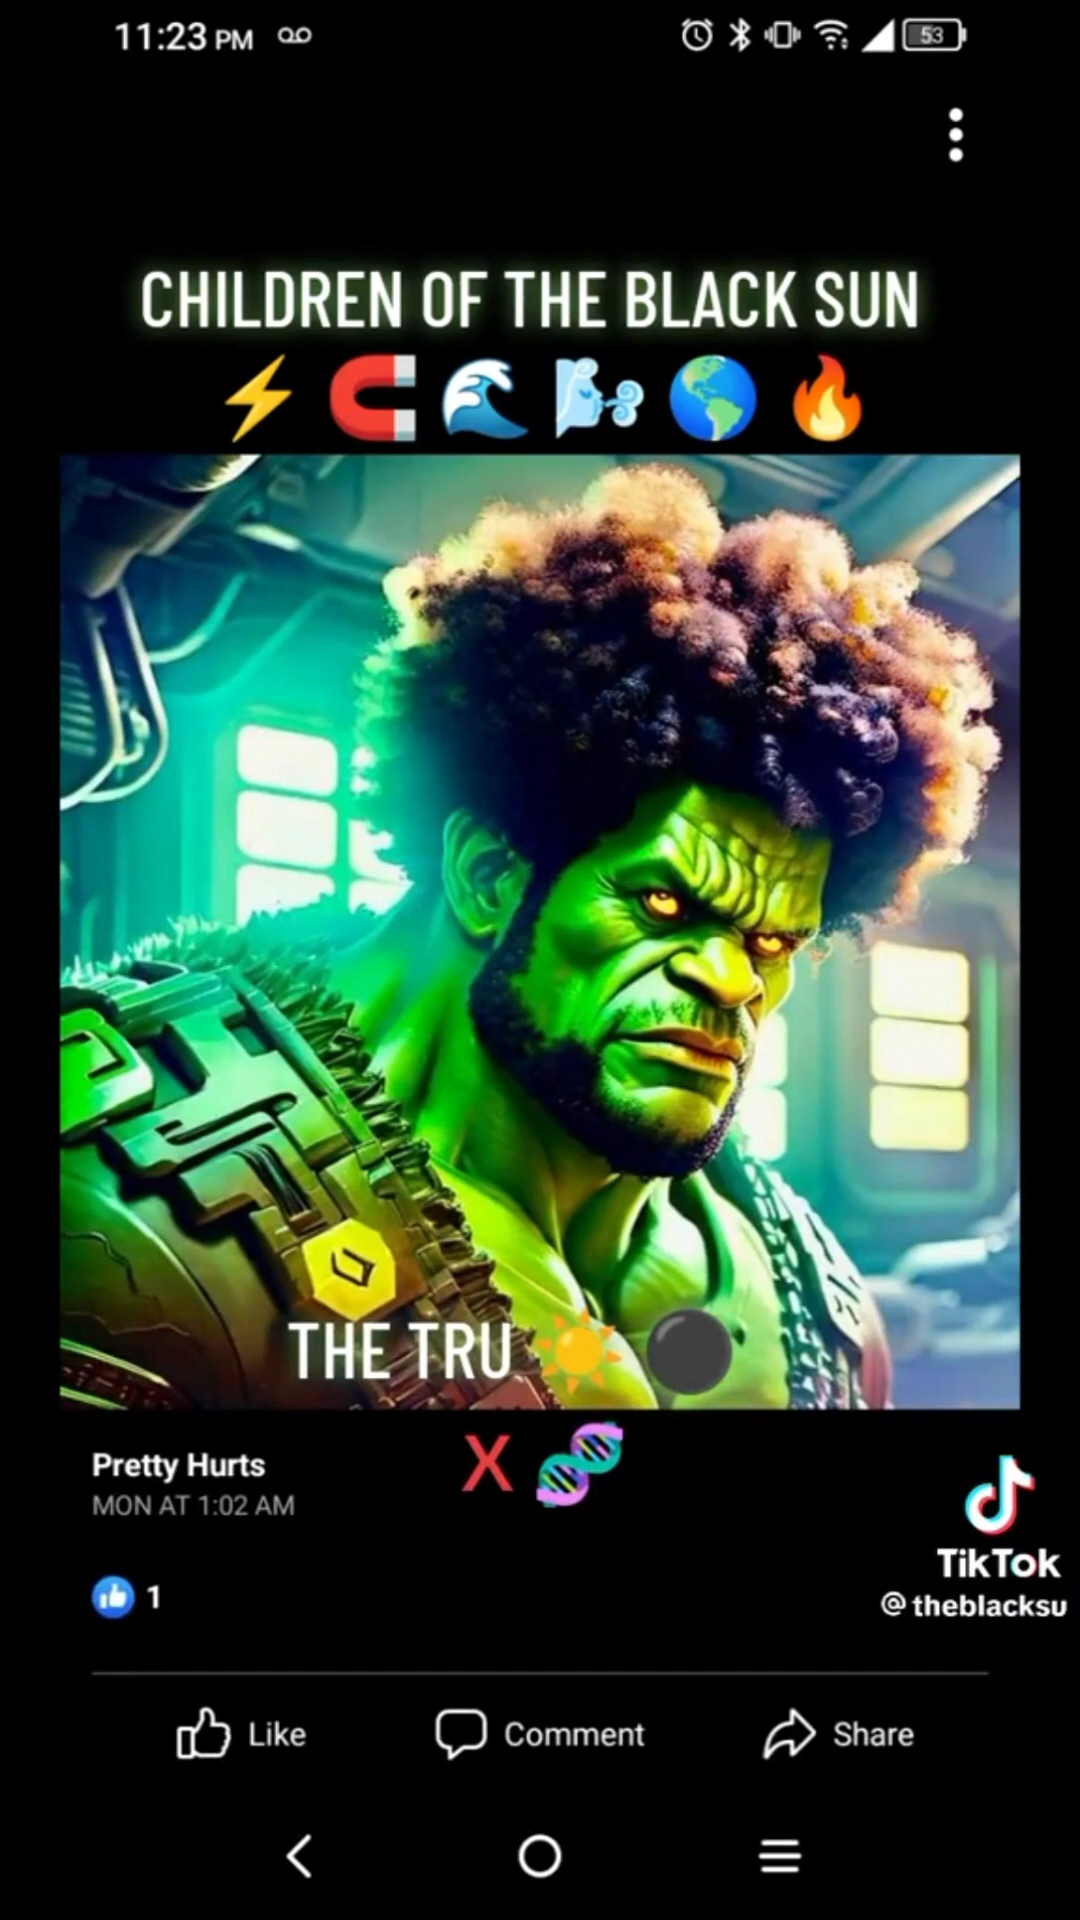 11:23 PM
53
CHILDREN OF THE BLACK SUN
THE TRU
X
Pretty Hurts
MON AT 1:02 AM
TikTok
@theblacksu
1
Like
Comment
Share